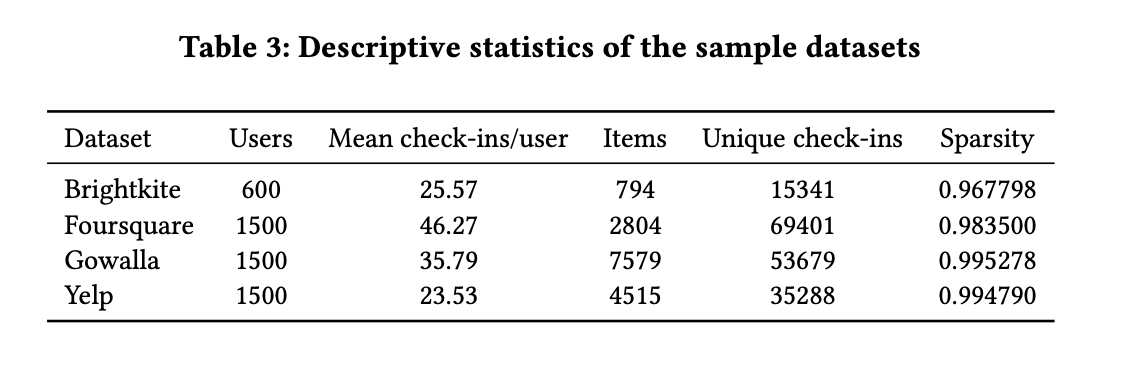 Table 3: Descriptive statistics of the sample datasets
Dataset Users Mean check-ins/user Items Unique check-ins Sparsity
Brightkite 600 25.57 794 15341 0.967798
Foursquare 1500 46.27 2804 69401 0.983500
Gowalla 1500 35.79 7579 53679 0.995278
Yelp 1500 23.53 4515 35288 0.994790